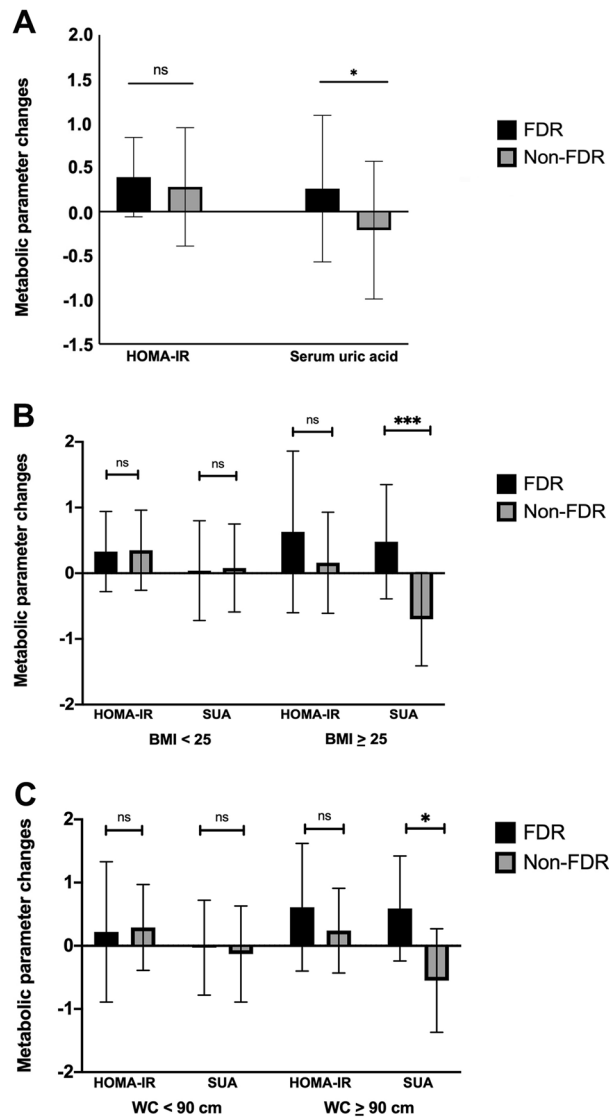 A
Metabolic parameter changes
2.0
1.5
1.0
0.5
0.0
-0.5
-1.0
-1.5
ns
*
HOMA-IR
Serum uric acid
FDR
Non-FDR
B
Metabolic parameter changes
2
1
0
-1
-2
ns
ns
ns
***
HOMA-IR SUA HOMA-IR SUA
BMI < 25 BMI ≥ 25
FDR
Non-FDR
C
Metabolic parameter changes
2
1
0
-1
-2
ns
ns
ns
*
HOMA-IR SUA HOMA-IR SUA
WC < 90 cm WC ≥ 90 cm
FDR
Non-FDR